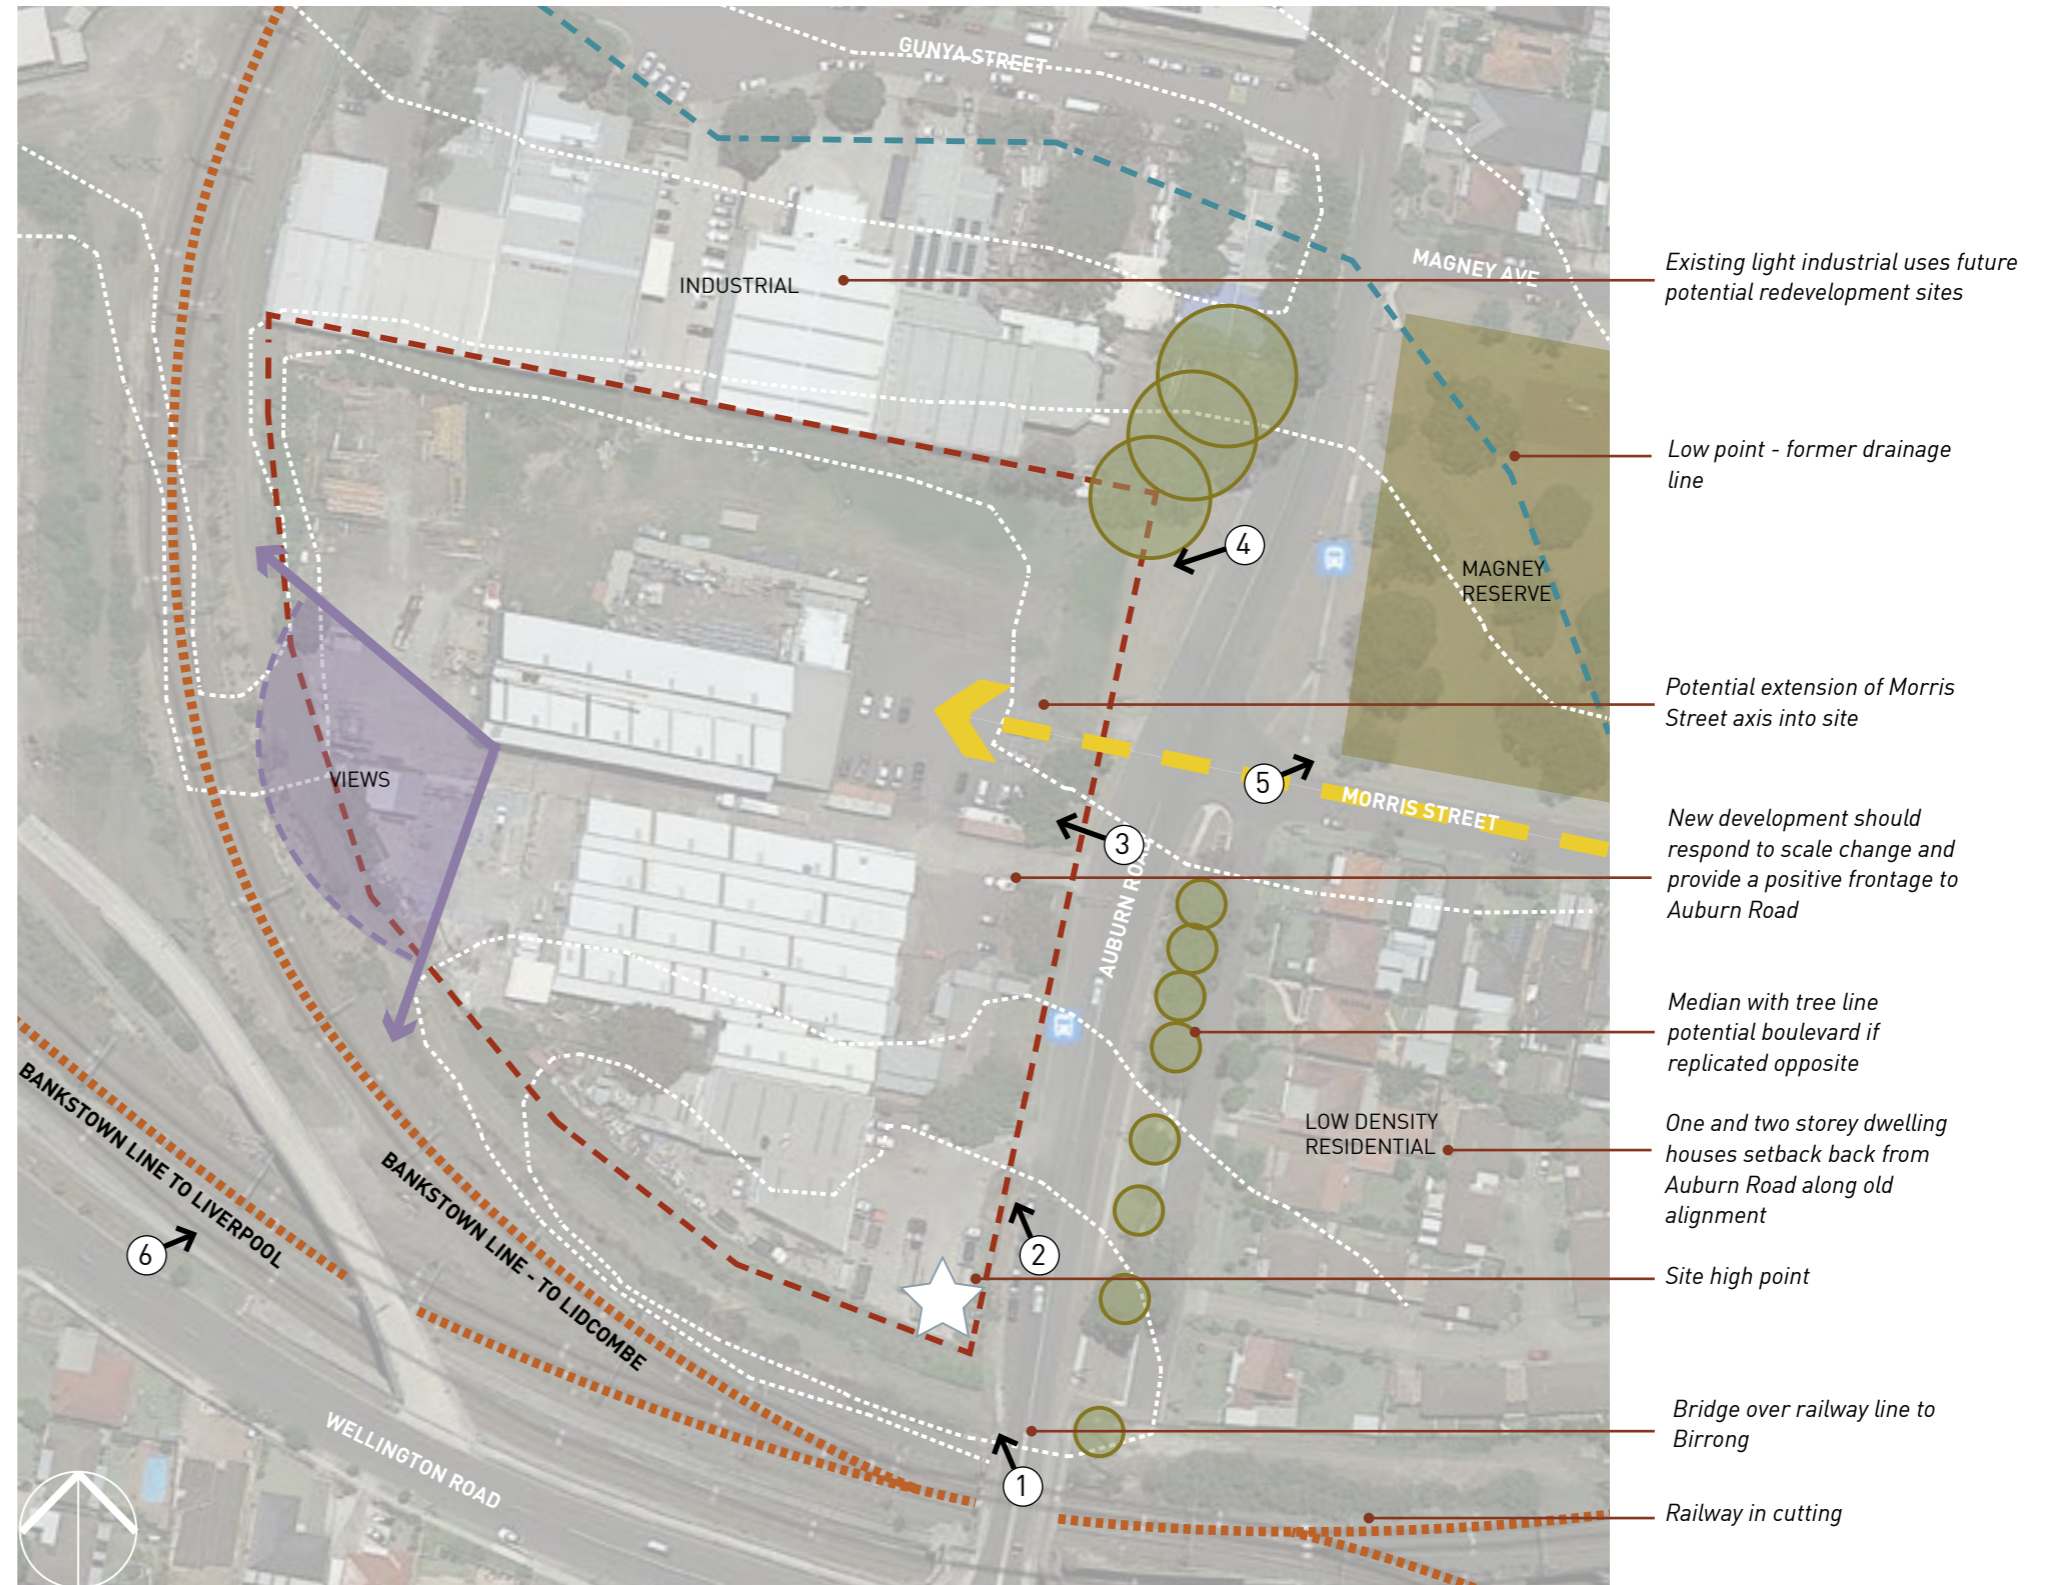 GUNYA STREET
MAGNEY AVE
INDUSTRIAL
Existing light industrial uses future
potential redevelopment sites
Low point - former drainage
line
4
MAGNEY
RESERVE
Potential extension of Morris
Street axis into site
VIEWS
5
MORRIS STREET
3
AUBURN ROAD
New development should
respond to scale change and
provide a positive frontage to
Auburn Road
Median with tree line
potential boulevard if
replicated opposite
LOW DENSITY
RESIDENTIAL
One and two storey dwelling
houses setback back from
Auburn Road along old
alignment
BANKSTOWN LINE TO LIVERPOOL
BANKSTOWN LINE - TO LIDCOMBE
6
2
Site high point
Bridge over railway line to
Birrong
WELLINGTON ROAD
1
Railway in cutting